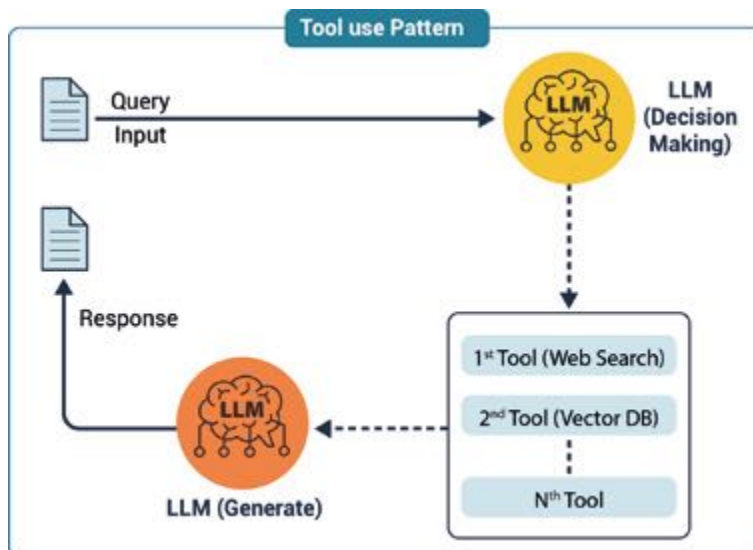 Tool use Pattern
Query
Input
LLM
LLM
(Decision
Making)
Response
1st Tool (Web Search)
2nd Tool (Vector DB)
Nth Tool
LLM
LLM (Generate)